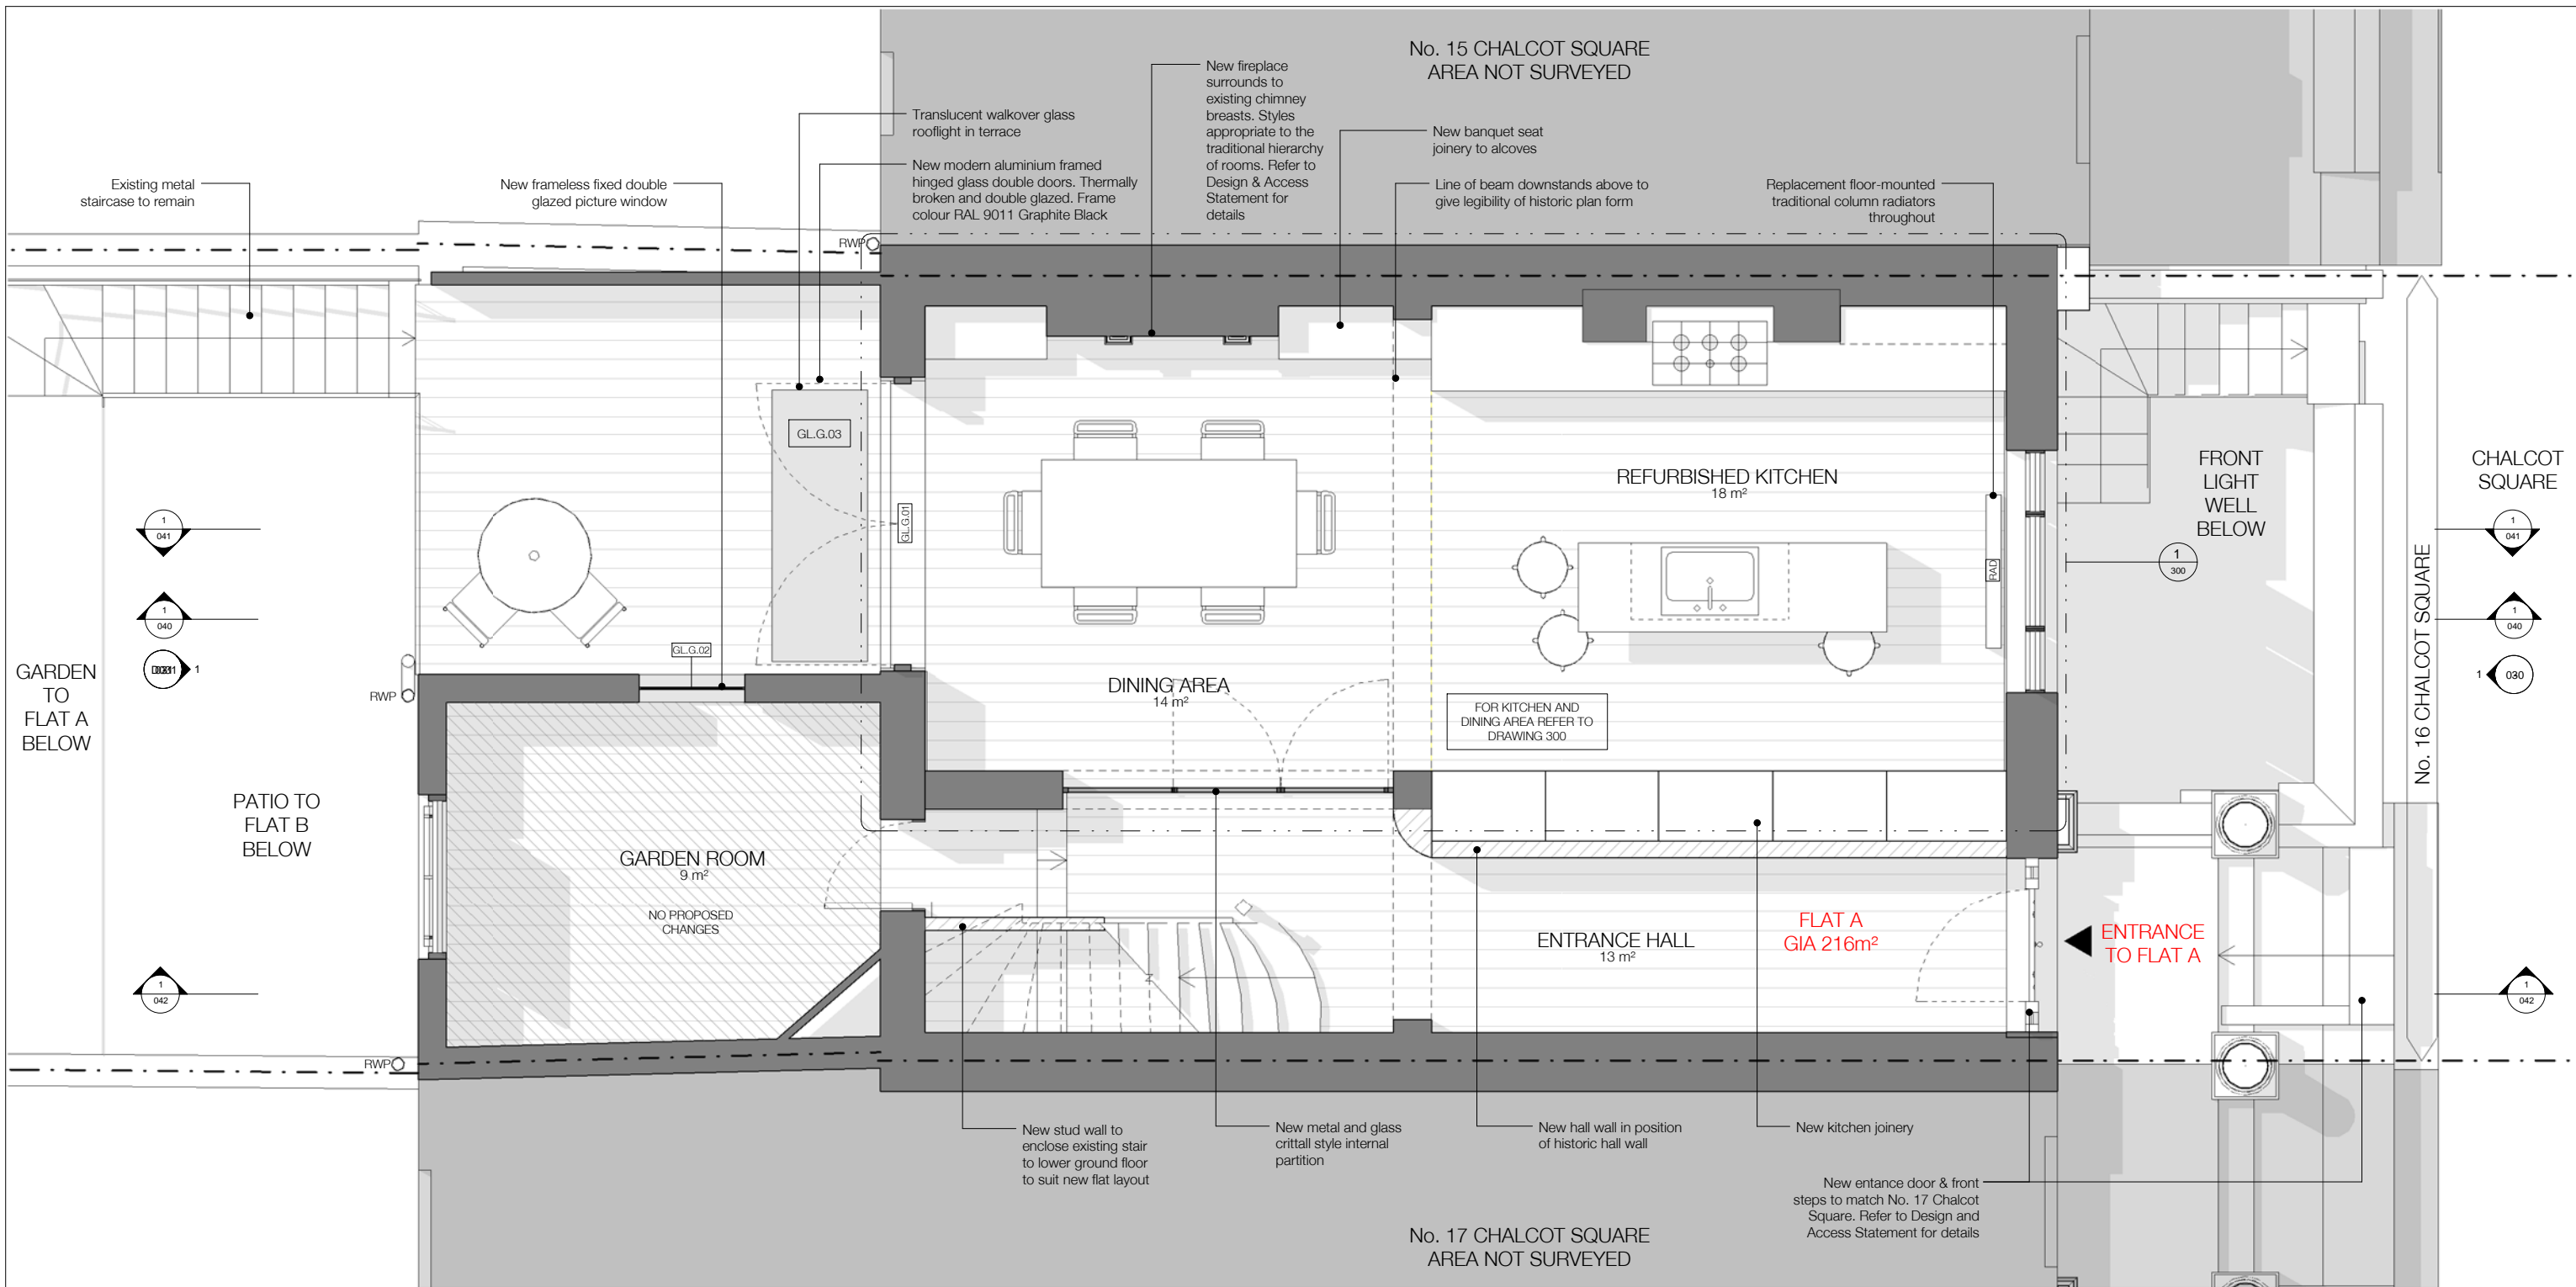 No. 15 CHALCOT SQUARE
AREA NOT SURVEYED
New fireplace
surrounds to
existing chimney
breasts. Styles
appropriate to the
traditional hierarchy
of rooms. Refer to
Design & Access
Statement for
details
Translucent walkover glass
rooflight in terrace
New banquet seat
joinery to alcoves
New modern aluminium framed
hinged glass double doors. Thermally
broken and double glazed. Frame
colour RAL 9011 Graphite Black
Existing metal
staircase to remain
New frameless fixed double
glazed picture window
Line of beam downstands above to
give legibility of historic plan form
Replacement floor-mounted
traditional column radiators
throughout
RWP
GL.G.03
GL.G.01
REFURBISHED KITCHEN
18 m²
FRONT
LIGHT
WELL
BELOW
CHALCOT
SQUARE
1
041
1
041
1
300
RAD
1
040
1
040
No. 16 CHALCOT SQUARE
GL.G.02
1
1
030
GARDEN
TO
FLAT A
BELOW
RWP
DINING AREA
14 m²
FOR KITCHEN AND
DINING AREA REFER TO
DRAWING 300
PATIO TO
FLAT B
BELOW
GARDEN ROOM
9 m²
NO PROPOSED
CHANGES
ENTRANCE HALL
13 m²
FLAT A
GIA 216m²
ENTRANCE
TO FLAT A
1
042
1
042
RWP
New stud wall to
enclose existing stair
to lower ground floor
to suit new flat layout
New metal and glass
crittall style internal
partition
New hall wall in position
of historic hall wall
New kitchen joinery
New entance door & front
steps to match No. 17 Chalcot
Square. Refer to Design and
Access Statement for details
No. 17 CHALCOT SQUARE
AREA NOT SURVEYED